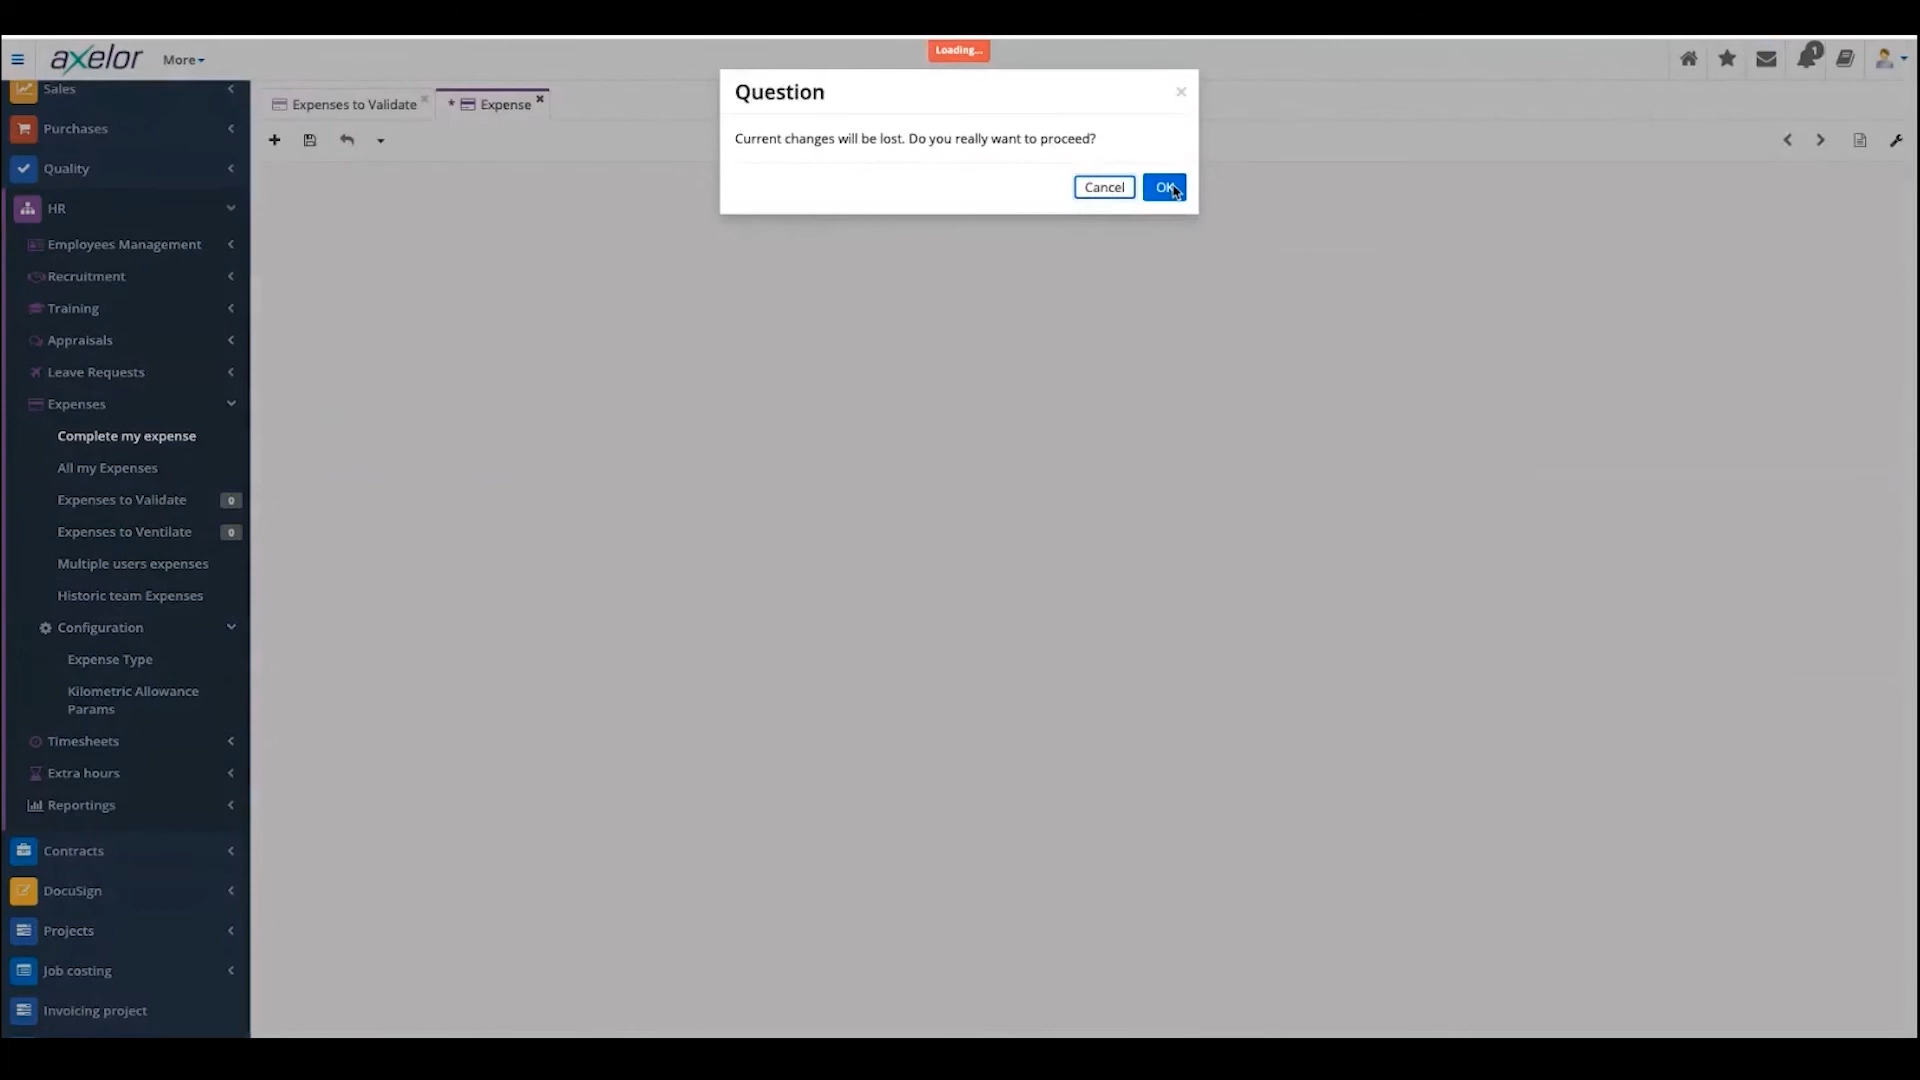 Loading...
axelor More
1
Question
Current changes will be lost. Do you really want to proceed?
Cancel OK
Expenses to Validate
* Expense
Sales
Purchases
Quality
HR
Employees Management
Recruitment
Training
Appraisals
Leave Requests
Expenses
Complete my expense
All my Expenses
Expenses to Validate 0
Expenses to Ventilate 0
Multiple users expenses
Historic team Expenses
Configuration
Expense Type
Kilometric Allowance
Params
Timesheets
Extra hours
Reportings
Contracts
DocuSign
Projects
Job costing
Invoicing project